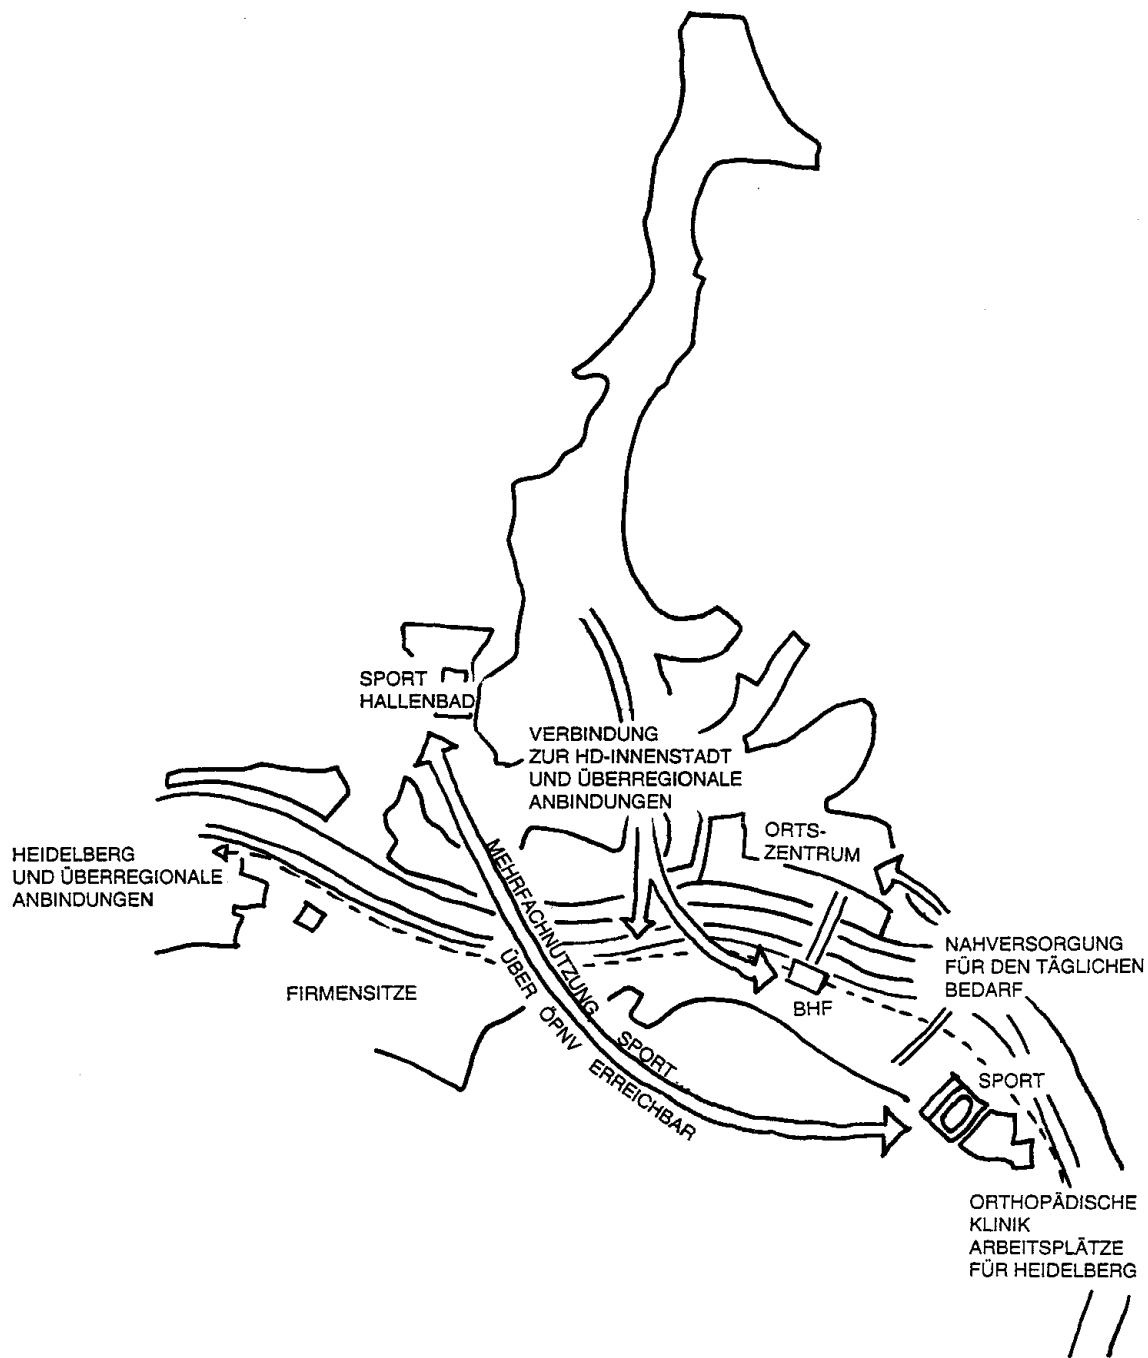 SPORT
HALLENBAD
VERBINDUNG
ZUR HD-INNENSTADT
UND ÜBERREGIONALE
ANBINDUNGEN
ORTS-
ZENTRUM
HEIDELBERG
UND ÜBERREGIONALE
ANBINDUNGEN
MEHRFACHNUTZUNG SPORT...
ÜBER ÖPNV ERREICHBAR
NAHVERSORGUNG
FÜR DEN TÄGLICHEN
BEDARF
FIRMENSITZE
BHF
SPORT
ORTHOPÄDISCHE
KLINIK
ARBEITSPLÄTZE
FÜR HEIDELBERG